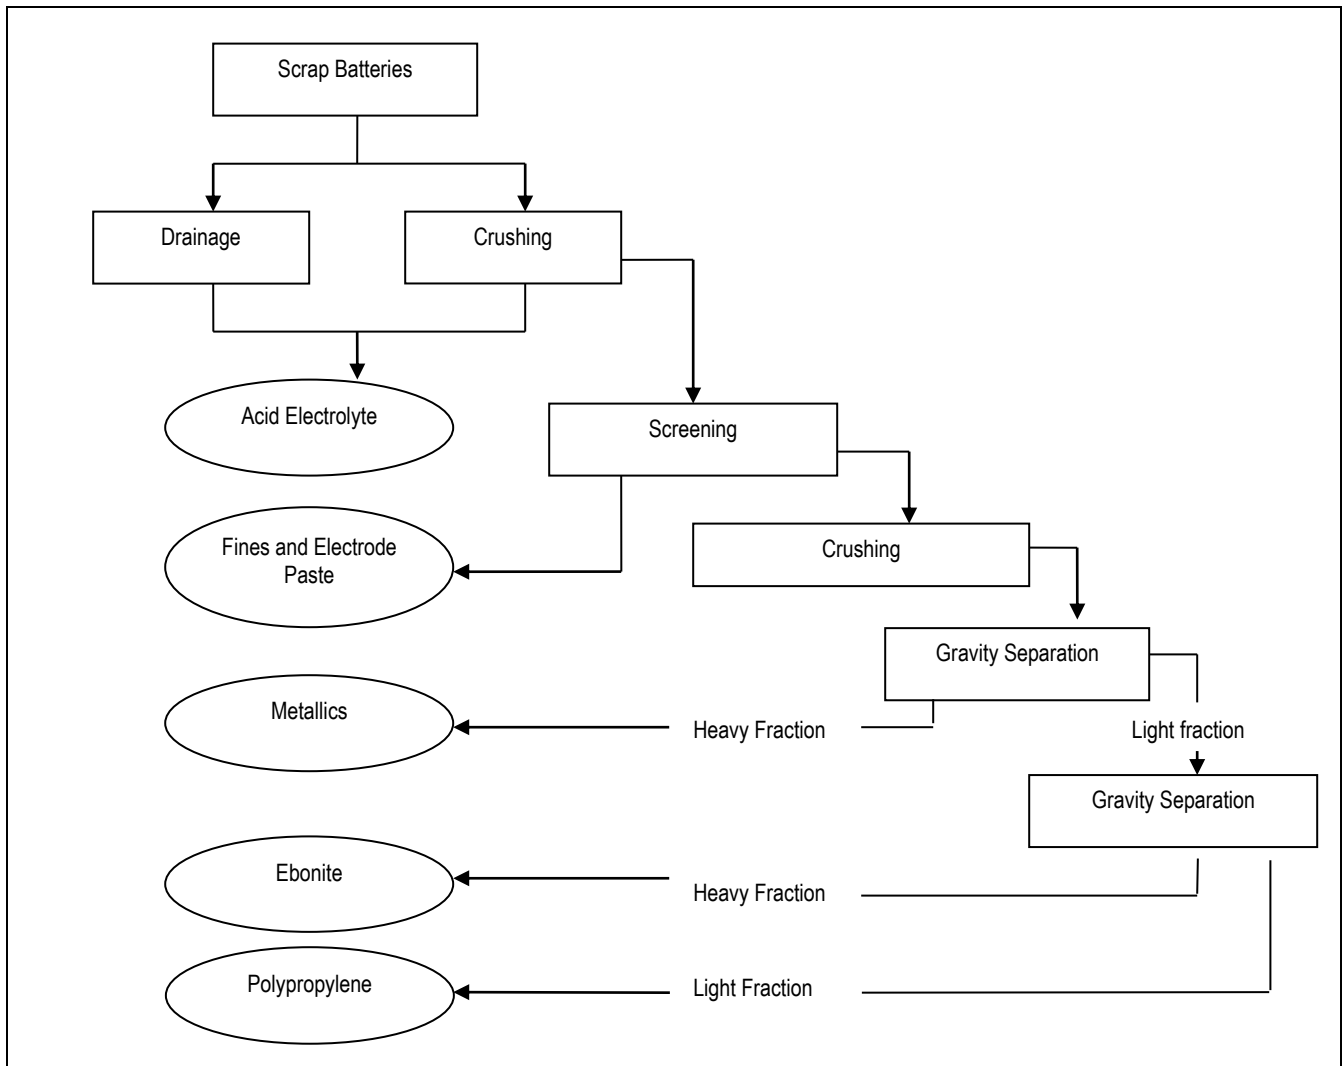 Scrap Batteries
Drainage
Crushing
Acid Electrolyte
Screening
Fines and Electrode
Paste
Crushing
Gravity Separation
Metallics
Heavy Fraction
Light fraction
Gravity Separation
Ebonite
Heavy Fraction
Polypropylene
Light Fraction